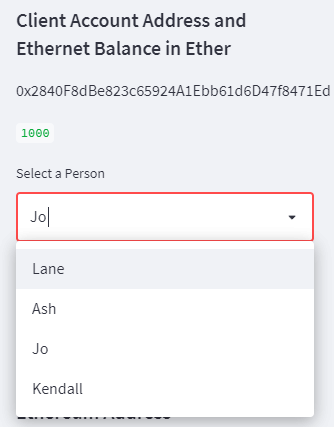 Client Account Address and
Ethernet Balance in Ether
0x2840F8dBe823c65924A1Ebb61d6D47f8471Ed
1000
Select a Person
Jo
Lane
Ash
Jo
Kendall